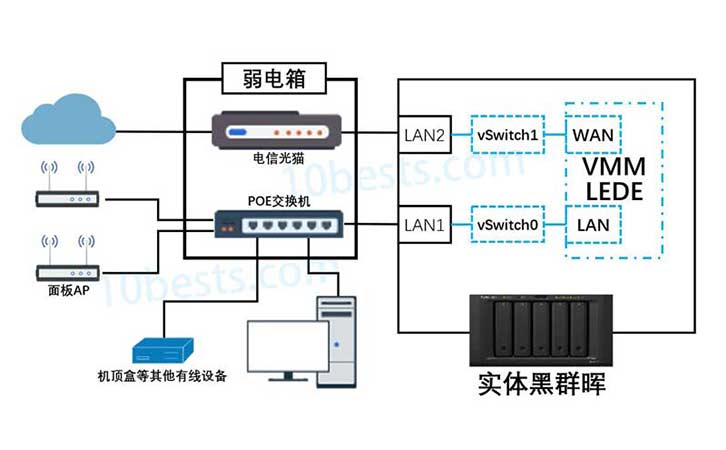 弱电箱
电信光猫
LAN2
vSwitch1
WAN
VMM
LEDE
10bests.com
POE交换机
LAN1
vSwitch0
LAN
面板AP
10bests.com
机顶盒等其他有线设备
实体黑群晖